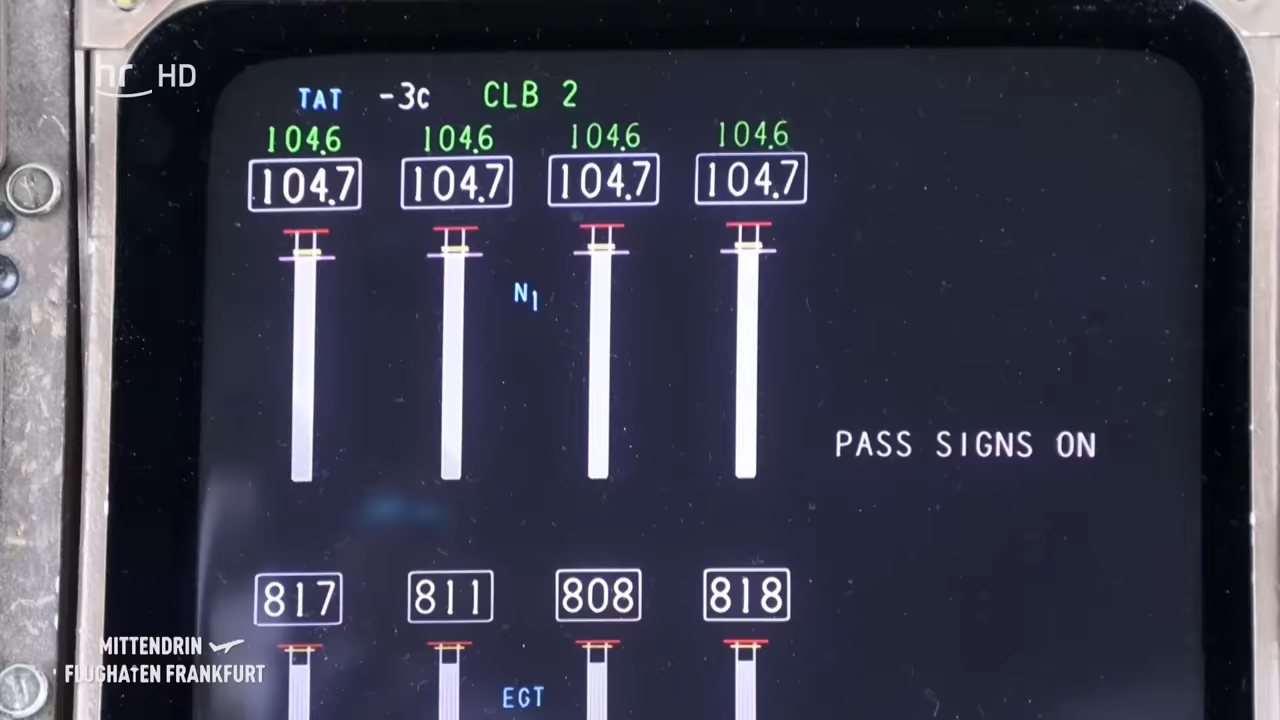 hr HD
TAT -3c CLB 2
104.6 104.6 104.6 104.6
104.7 104.7 104.7 104.7
N1
PASS SIGNS ON
817 811 808 818
MITTENDRIN
FLUGHAFEN FRANKFURT
EGT